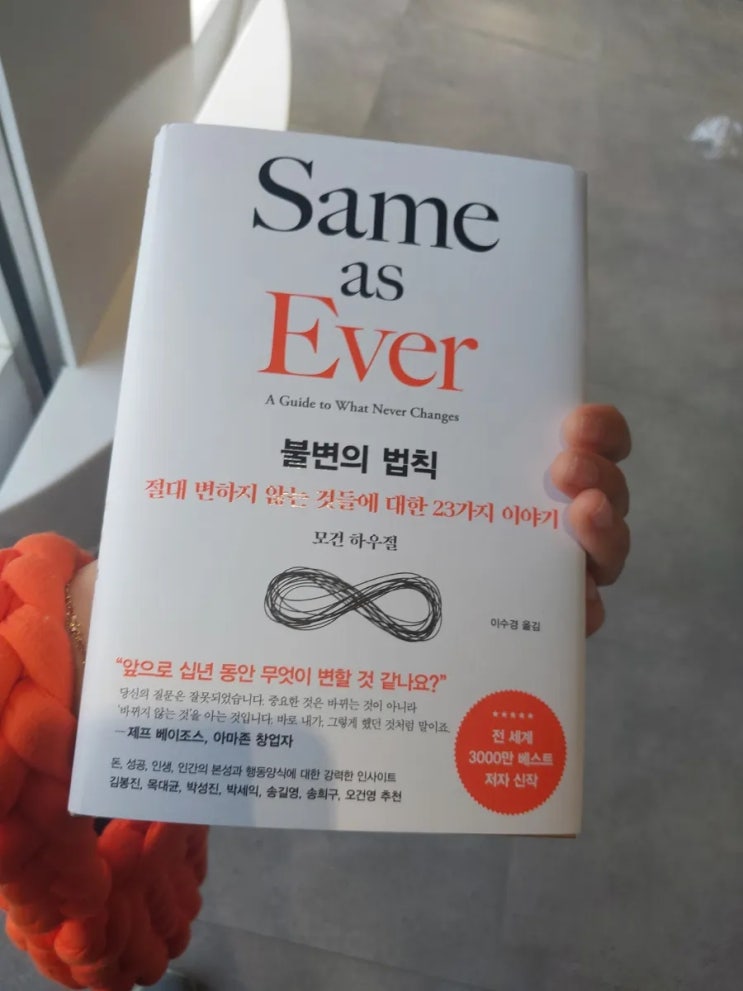 Same
as
Ever
A Guide to What Never Changes
불변의 법칙
절대 변하지 않는 것들에 대한 23가지 이야기
모건 하우절
이수경 옮김
“앞으로 십년 동안 무엇이 변할 것 같나요?”
당신의 질문은 잘못되었습니다. 중요한 것은 바뀌는 것이 아니라
‘바뀌지 않는 것’을 아는 것입니다. 바로 내가, 그렇게 했던 것처럼 말이죠.
— 제프 베이조스, 아마존 창업자
돈, 성공, 인생, 인간의 본성과 행동양식에 대한 강력한 인사이트
김봉진, 목대균, 박성진, 박세익, 송길영, 송희구, 오건영 추천
★★★★★
전 세계
3000만 베스트
저자 신작